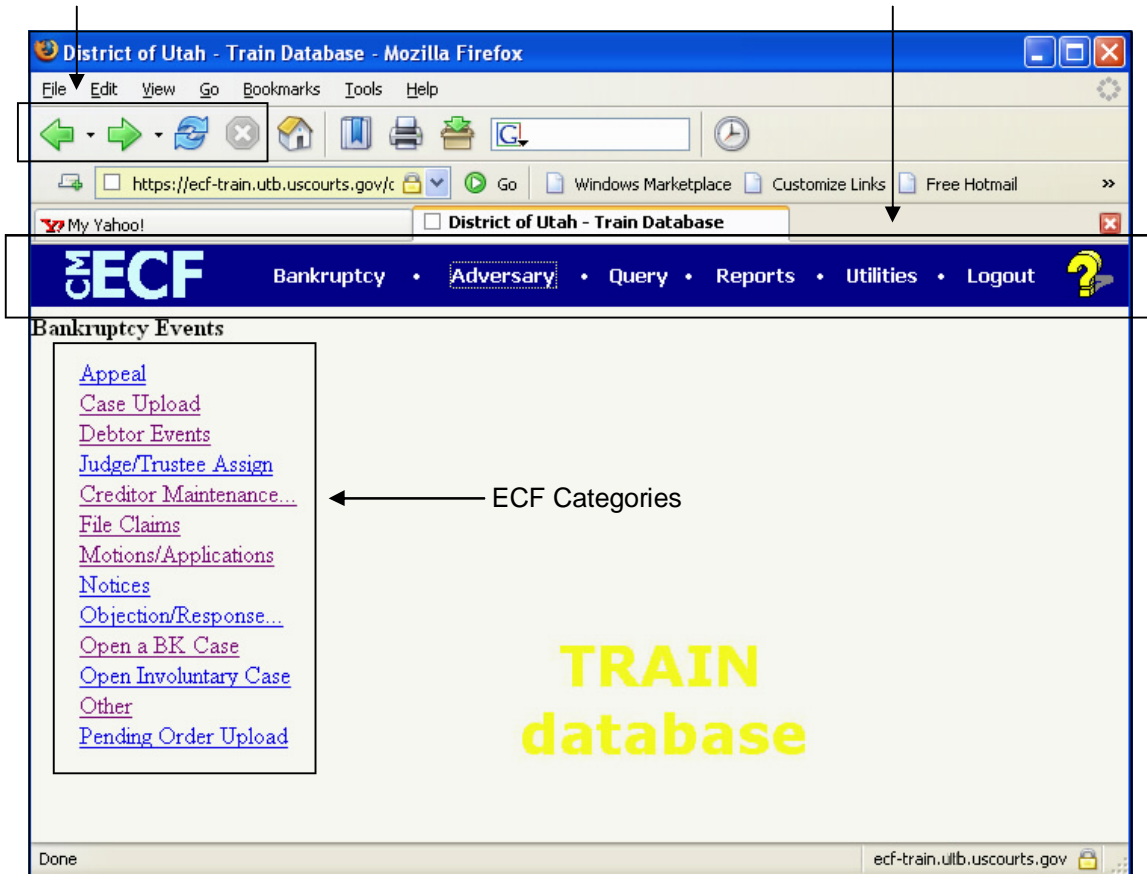 District of Utah - Train Database - Mozilla Firefox
File Edit View Go Bookmarks Tools Help
G
https://ecf-train.utb.uscourts.gov/c Go Windows Marketplace Customize Links Free Hotmail »
Y! My Yahoo! District of Utah - Train Database
CM ECF Bankruptcy • Adversary • Query • Reports • Utilities • Logout ?
Bankruptcy Events
Appeal
Case Upload
Debtor Events
Judge/Trustee Assign
Creditor Maintenance...
ECF Categories
File Claims
Motions/Applications
Notices
Objection/Response...
Open a BK Case
Open Involuntary Case
Other
Pending Order Upload
TRAIN
database
Done ecf-train.utb.uscourts.gov